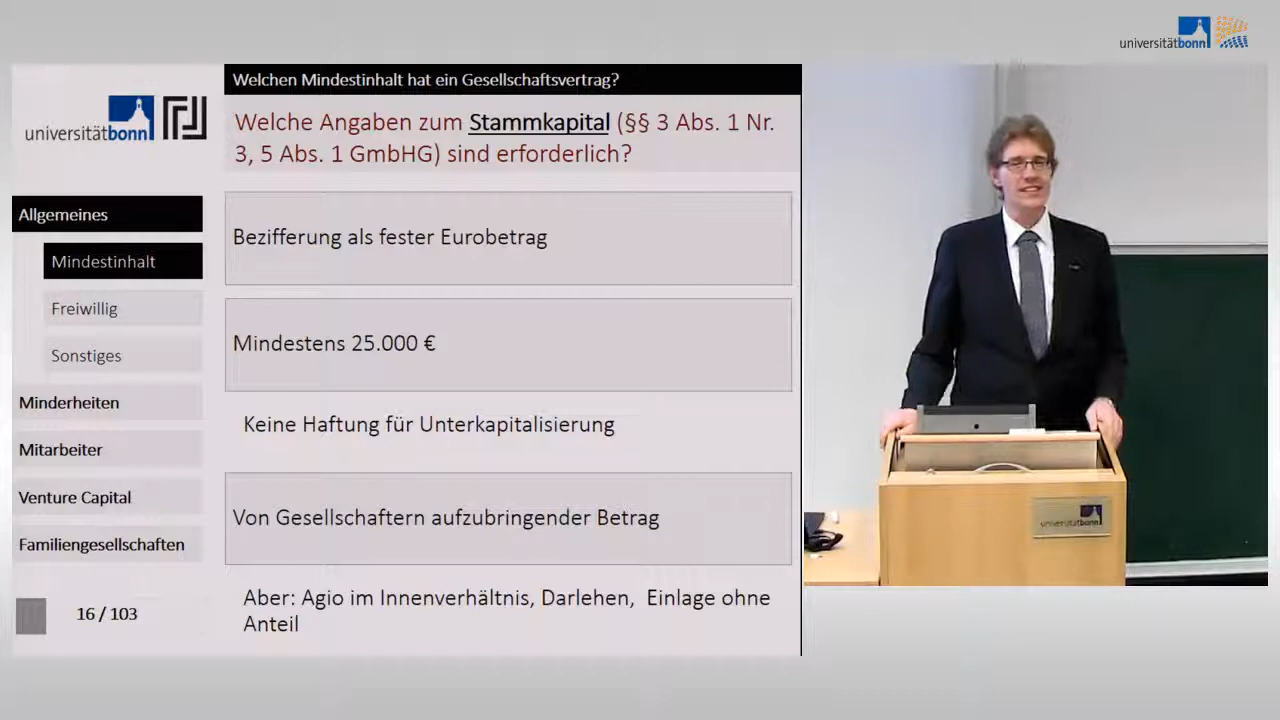 universitätbonn
Welchen Mindestinhalt hat ein Gesellschaftsvertrag?
universitätbonn
Welche Angaben zum Stammkapital (§§ 3 Abs. 1 Nr.
3, 5 Abs. 1 GmbHG) sind erforderlich?
Allgemeines
Mindestinhalt
Freiwillig
Sonstiges
Minderheiten
Mitarbeiter
Venture Capital
Familiengesellschaften
16 / 103
Bezifferung als fester Eurobetrag
Mindestens 25.000 €
Keine Haftung für Unterkapitalisierung
Von Gesellschaftern aufzubringender Betrag
Aber: Agio im Innenverhältnis, Darlehen, Einlage ohne
Anteil
universitätbonn